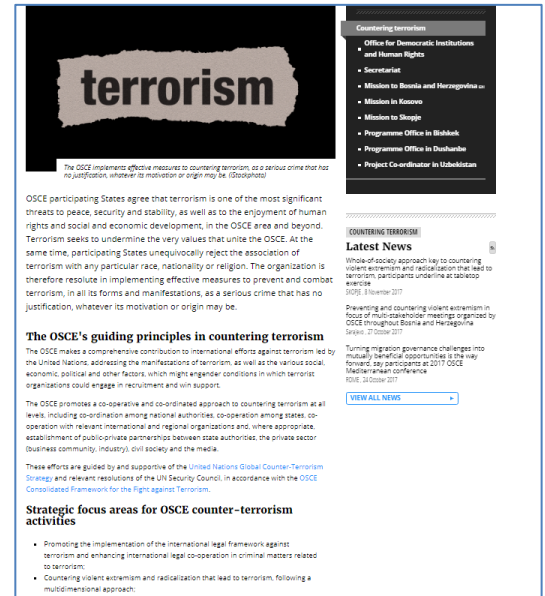 terrorism
The OSCE implements effective measures to countering terrorism, as a serious crime that has
no justification, whatever its motivation or origin may be. (iStockphoto)
OSCE participating States agree that terrorism is one of the most significant
threats to peace, security and stability, as well as to the enjoyment of human
rights and social and economic development, in the OSCE area and beyond.
Terrorism seeks to undermine the very values that unite the OSCE. At the
same time, participating States unequivocally reject the association of
terrorism with any particular race, nationality or religion. The organization is
therefore resolute in implementing effective measures to prevent and combat
terrorism, in all its forms and manifestations, as a serious crime that has no
justification, whatever its motivation or origin may be.
The OSCE's guiding principles in countering terrorism
The OSCE makes a comprehensive contribution to international efforts against terrorism led by
the United Nations, addressing the manifestations of terrorism, as well as the various social,
economic, political and other factors, which might engender conditions in which terrorist
organizations could engage in recruitment and win support.
The OSCE promotes a co-operative and co-ordinated approach to countering terrorism at all
levels, including co-ordination among national authorities, co-operation among states, co-
operation with relevant international and regional organizations and, where appropriate,
establishment of public-private partnerships between state authorities, the private sector
(business community, industry), civil society and the media.
These efforts are guided by and supportive of the United Nations Global Counter-Terrorism
Strategy and relevant resolutions of the UN Security Council, in accordance with the OSCE
Consolidated Framework for the Fight against Terrorism.
Strategic focus areas for OSCE counter-terrorism
activities
Promoting the implementation of the international legal framework against
terrorism and enhancing international legal co-operation in criminal matters related
to terrorism;
Countering violent extremism and radicalization that lead to terrorism, following a
multidimensional approach;
Countering terrorism
Office for Democratic Institutions
and Human Rights
Secretariat
Mission to Bosnia and Herzegovina
Mission in Kosovo
Mission to Skopje
Programme Office in Bishkek
Programme Office in Dushanbe
Project Co-ordinator in Uzbekistan
COUNTERING TERRORISM
Latest News
Whole-of-society approach key to countering
violent extremism and radicalization that lead to
terrorism, participants underline at tabletop
exercise
SKOPJE, 8 November 2017
Preventing and countering violent extremism in
focus of multi-stakeholder meetings organized by
OSCE throughout Bosnia and Herzegovina
Sarajevo, 27 October 2017
Turning migration governance challenges into
mutually beneficial opportunities is the way
forward, say participants at 2017 OSCE
Mediterranean conference
ROME, 24 October 2017
VIEW ALL NEWS